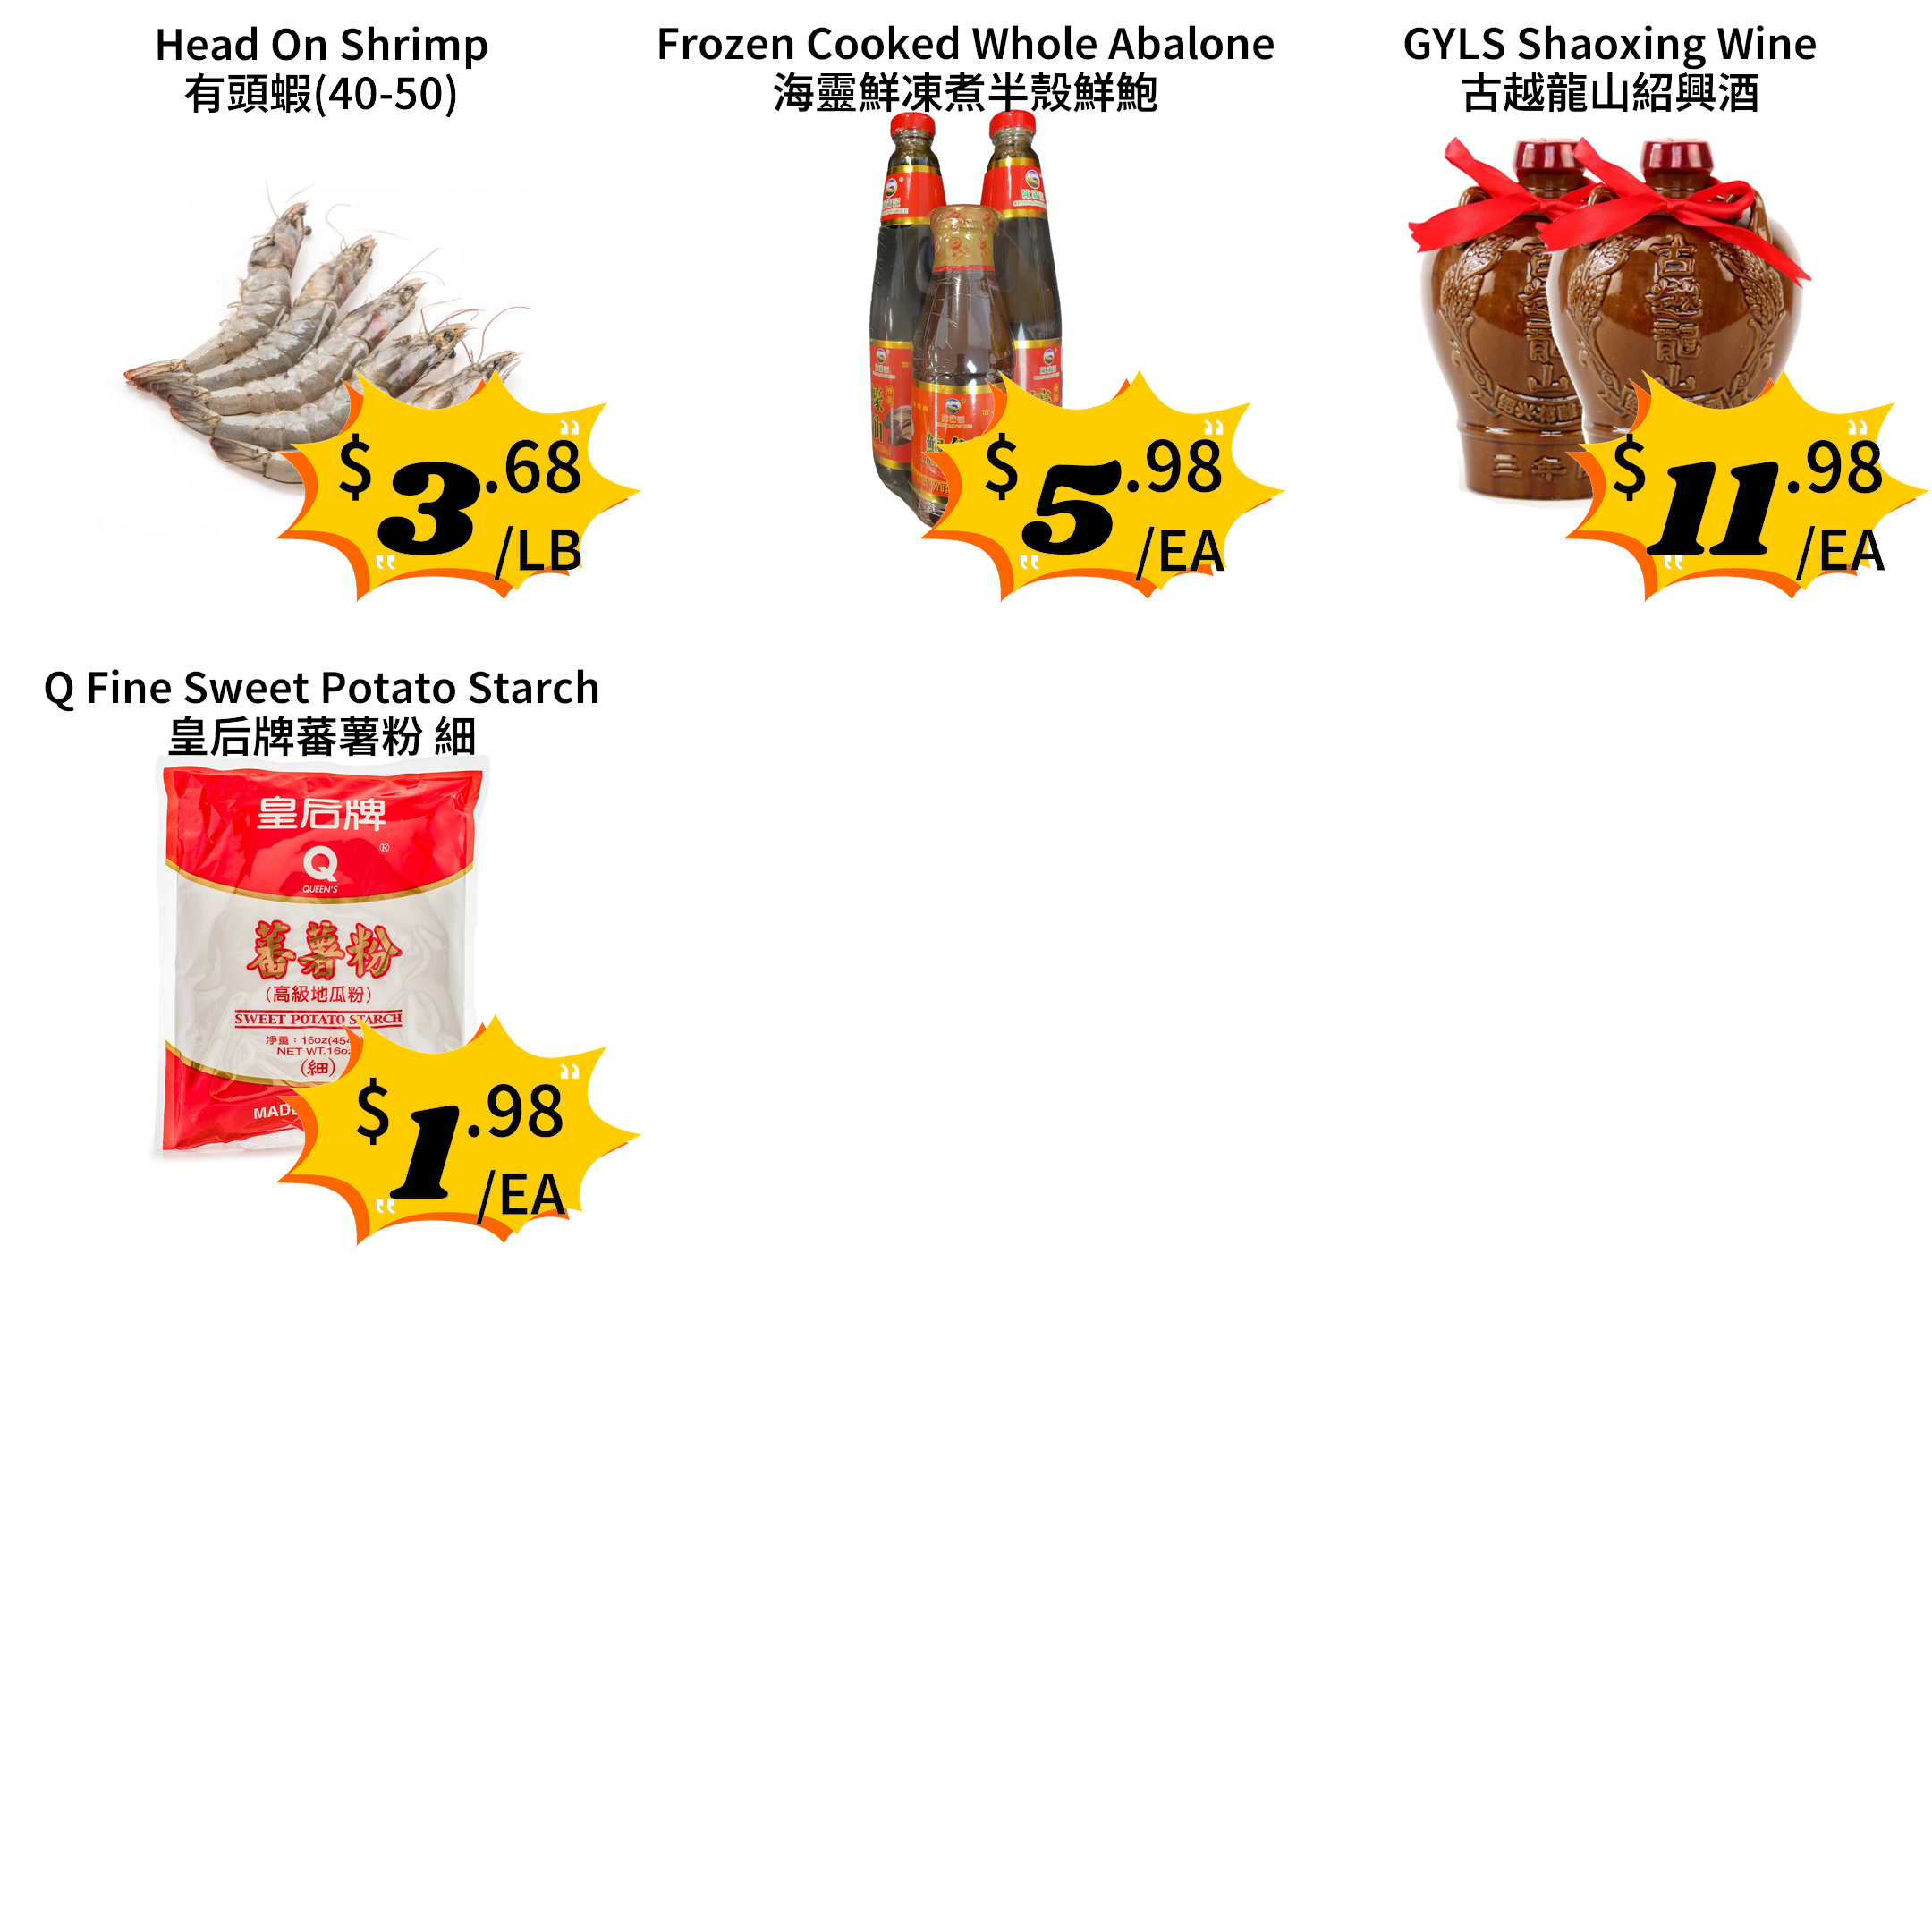 Head On Shrimp
有頭蝦(40-50)
$3.68
/LB
Frozen Cooked Whole Abalone
海靈鮮凍煮半殼鮮鮑
$5.98
/EA
GYLS Shaoxing Wine
古越龍山紹興酒
古越龍山
三年
$11.98
/EA
Q Fine Sweet Potato Starch
皇后牌蕃薯粉 細
皇后牌
®
Q
QUEEN'S
蕃薯粉
(高級地瓜粉)
SWEET POTATO STARCH
淨重:16oz(454
NET WT.16oz
(細)
MADE
$1.98
/EA